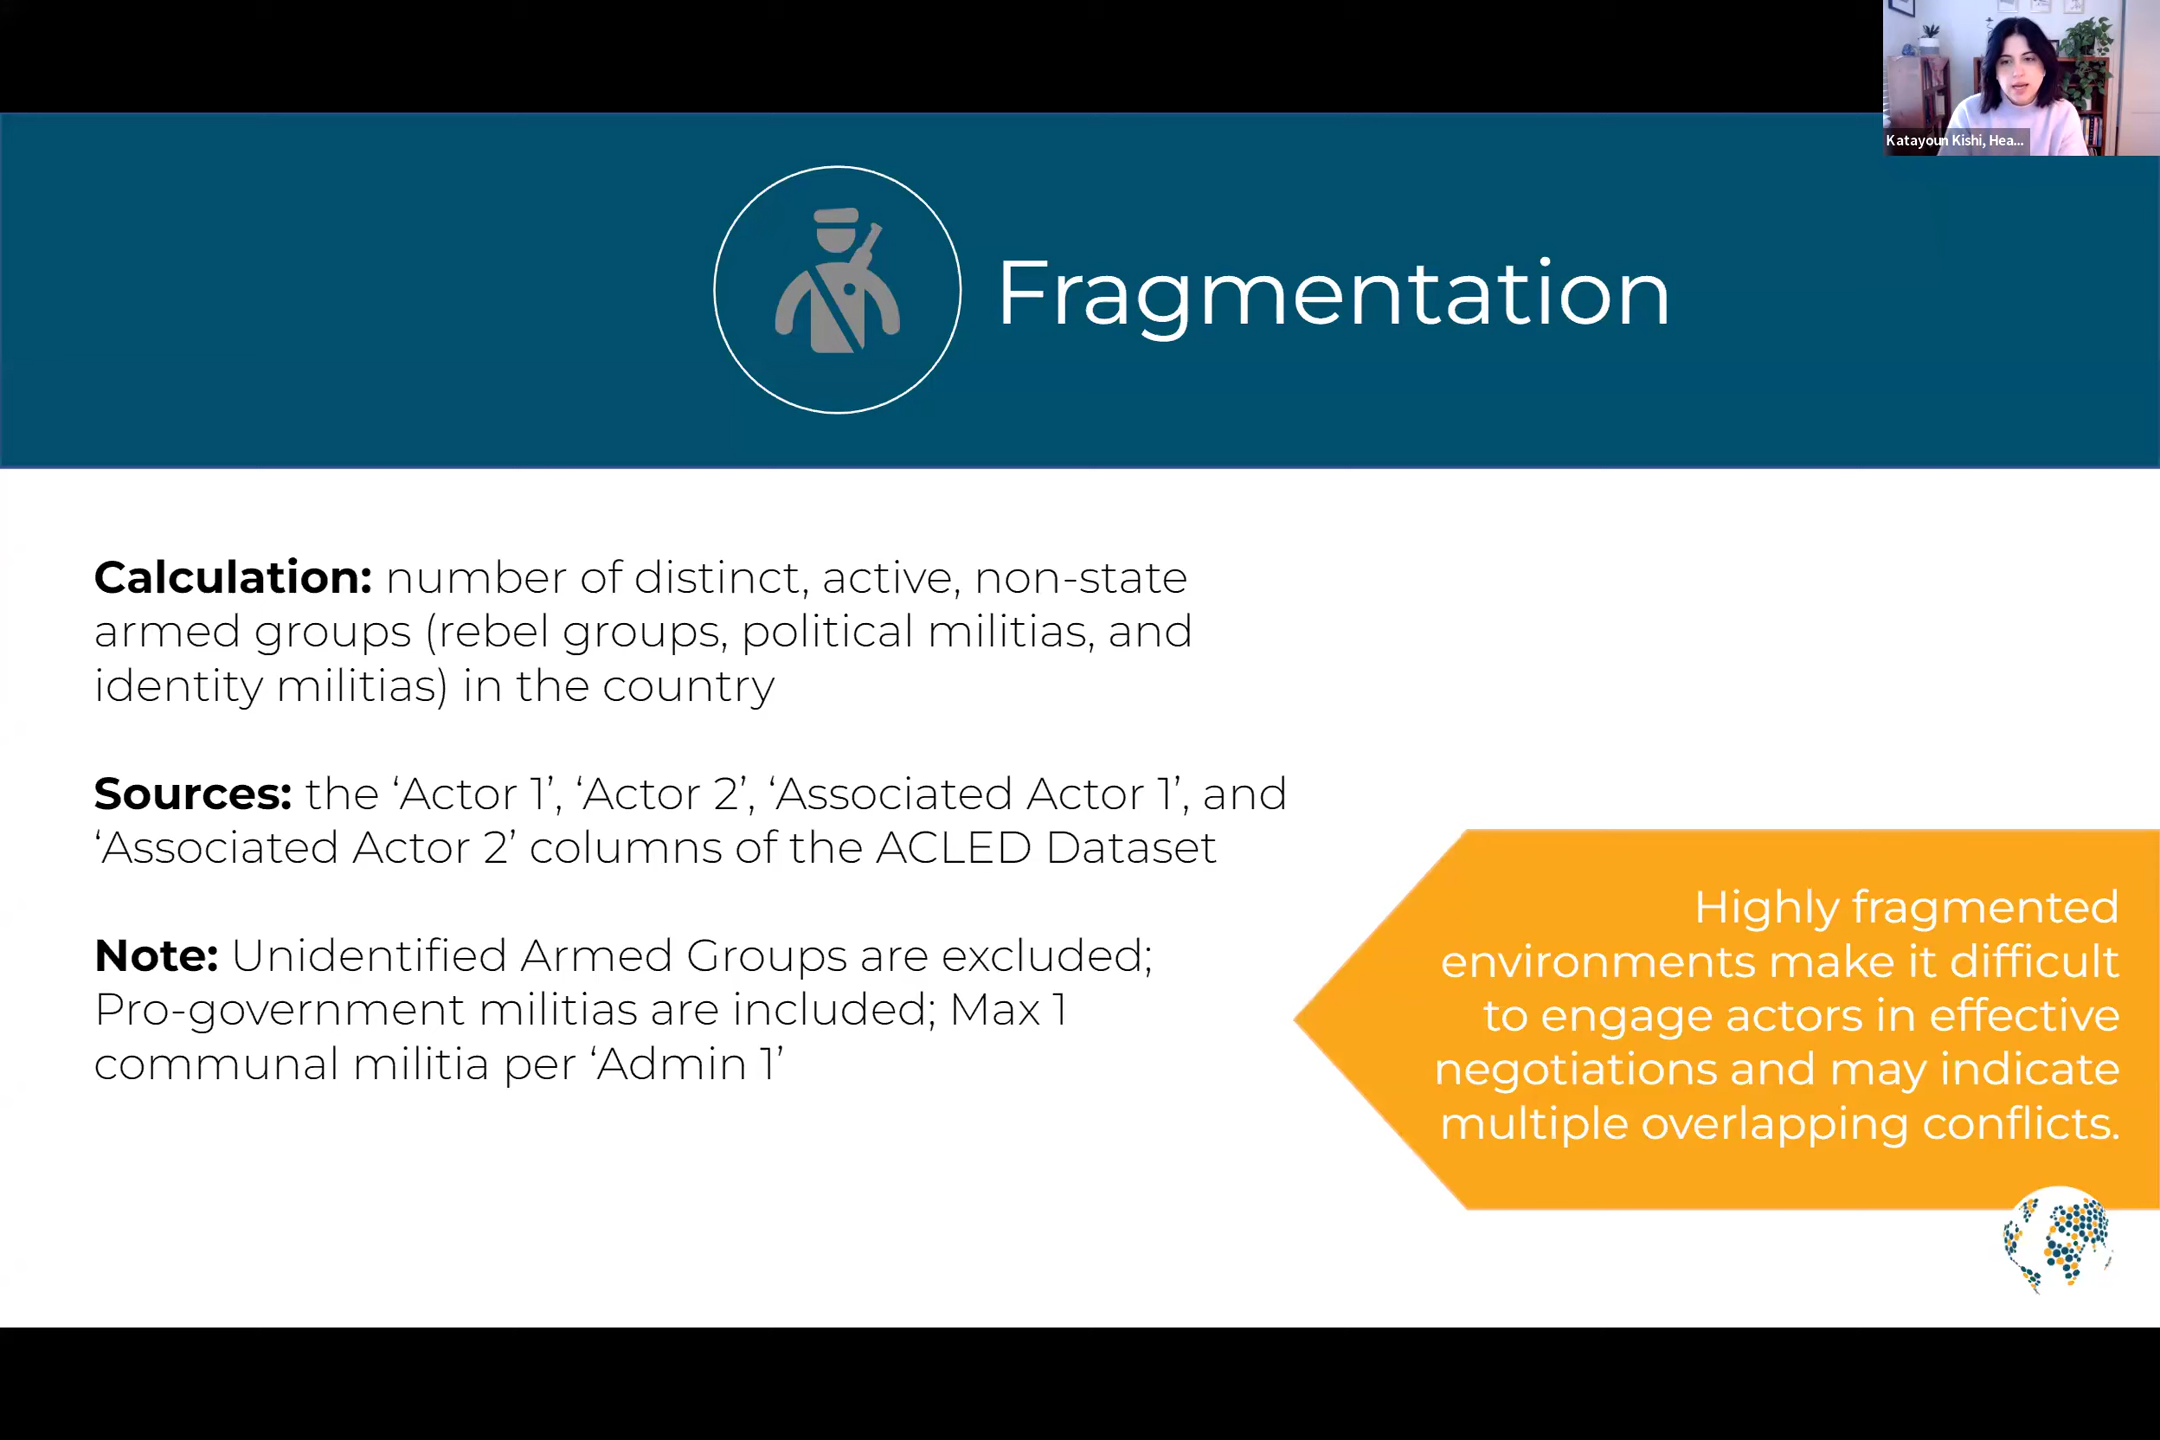 Katayoun Kishi, Hea...
Fragmentation
Calculation: number of distinct, active, non-state
armed groups (rebel groups, political militias, and
identity militias) in the country
Sources: the ‘Actor 1’, ‘Actor 2’, ‘Associated Actor 1’, and
‘Associated Actor 2’ columns of the ACLED Dataset
Note: Unidentified Armed Groups are excluded;
Pro-government militias are included; Max 1
communal militia per ‘Admin 1’
Highly fragmented
environments make it difficult
to engage actors in effective
negotiations and may indicate
multiple overlapping conflicts.